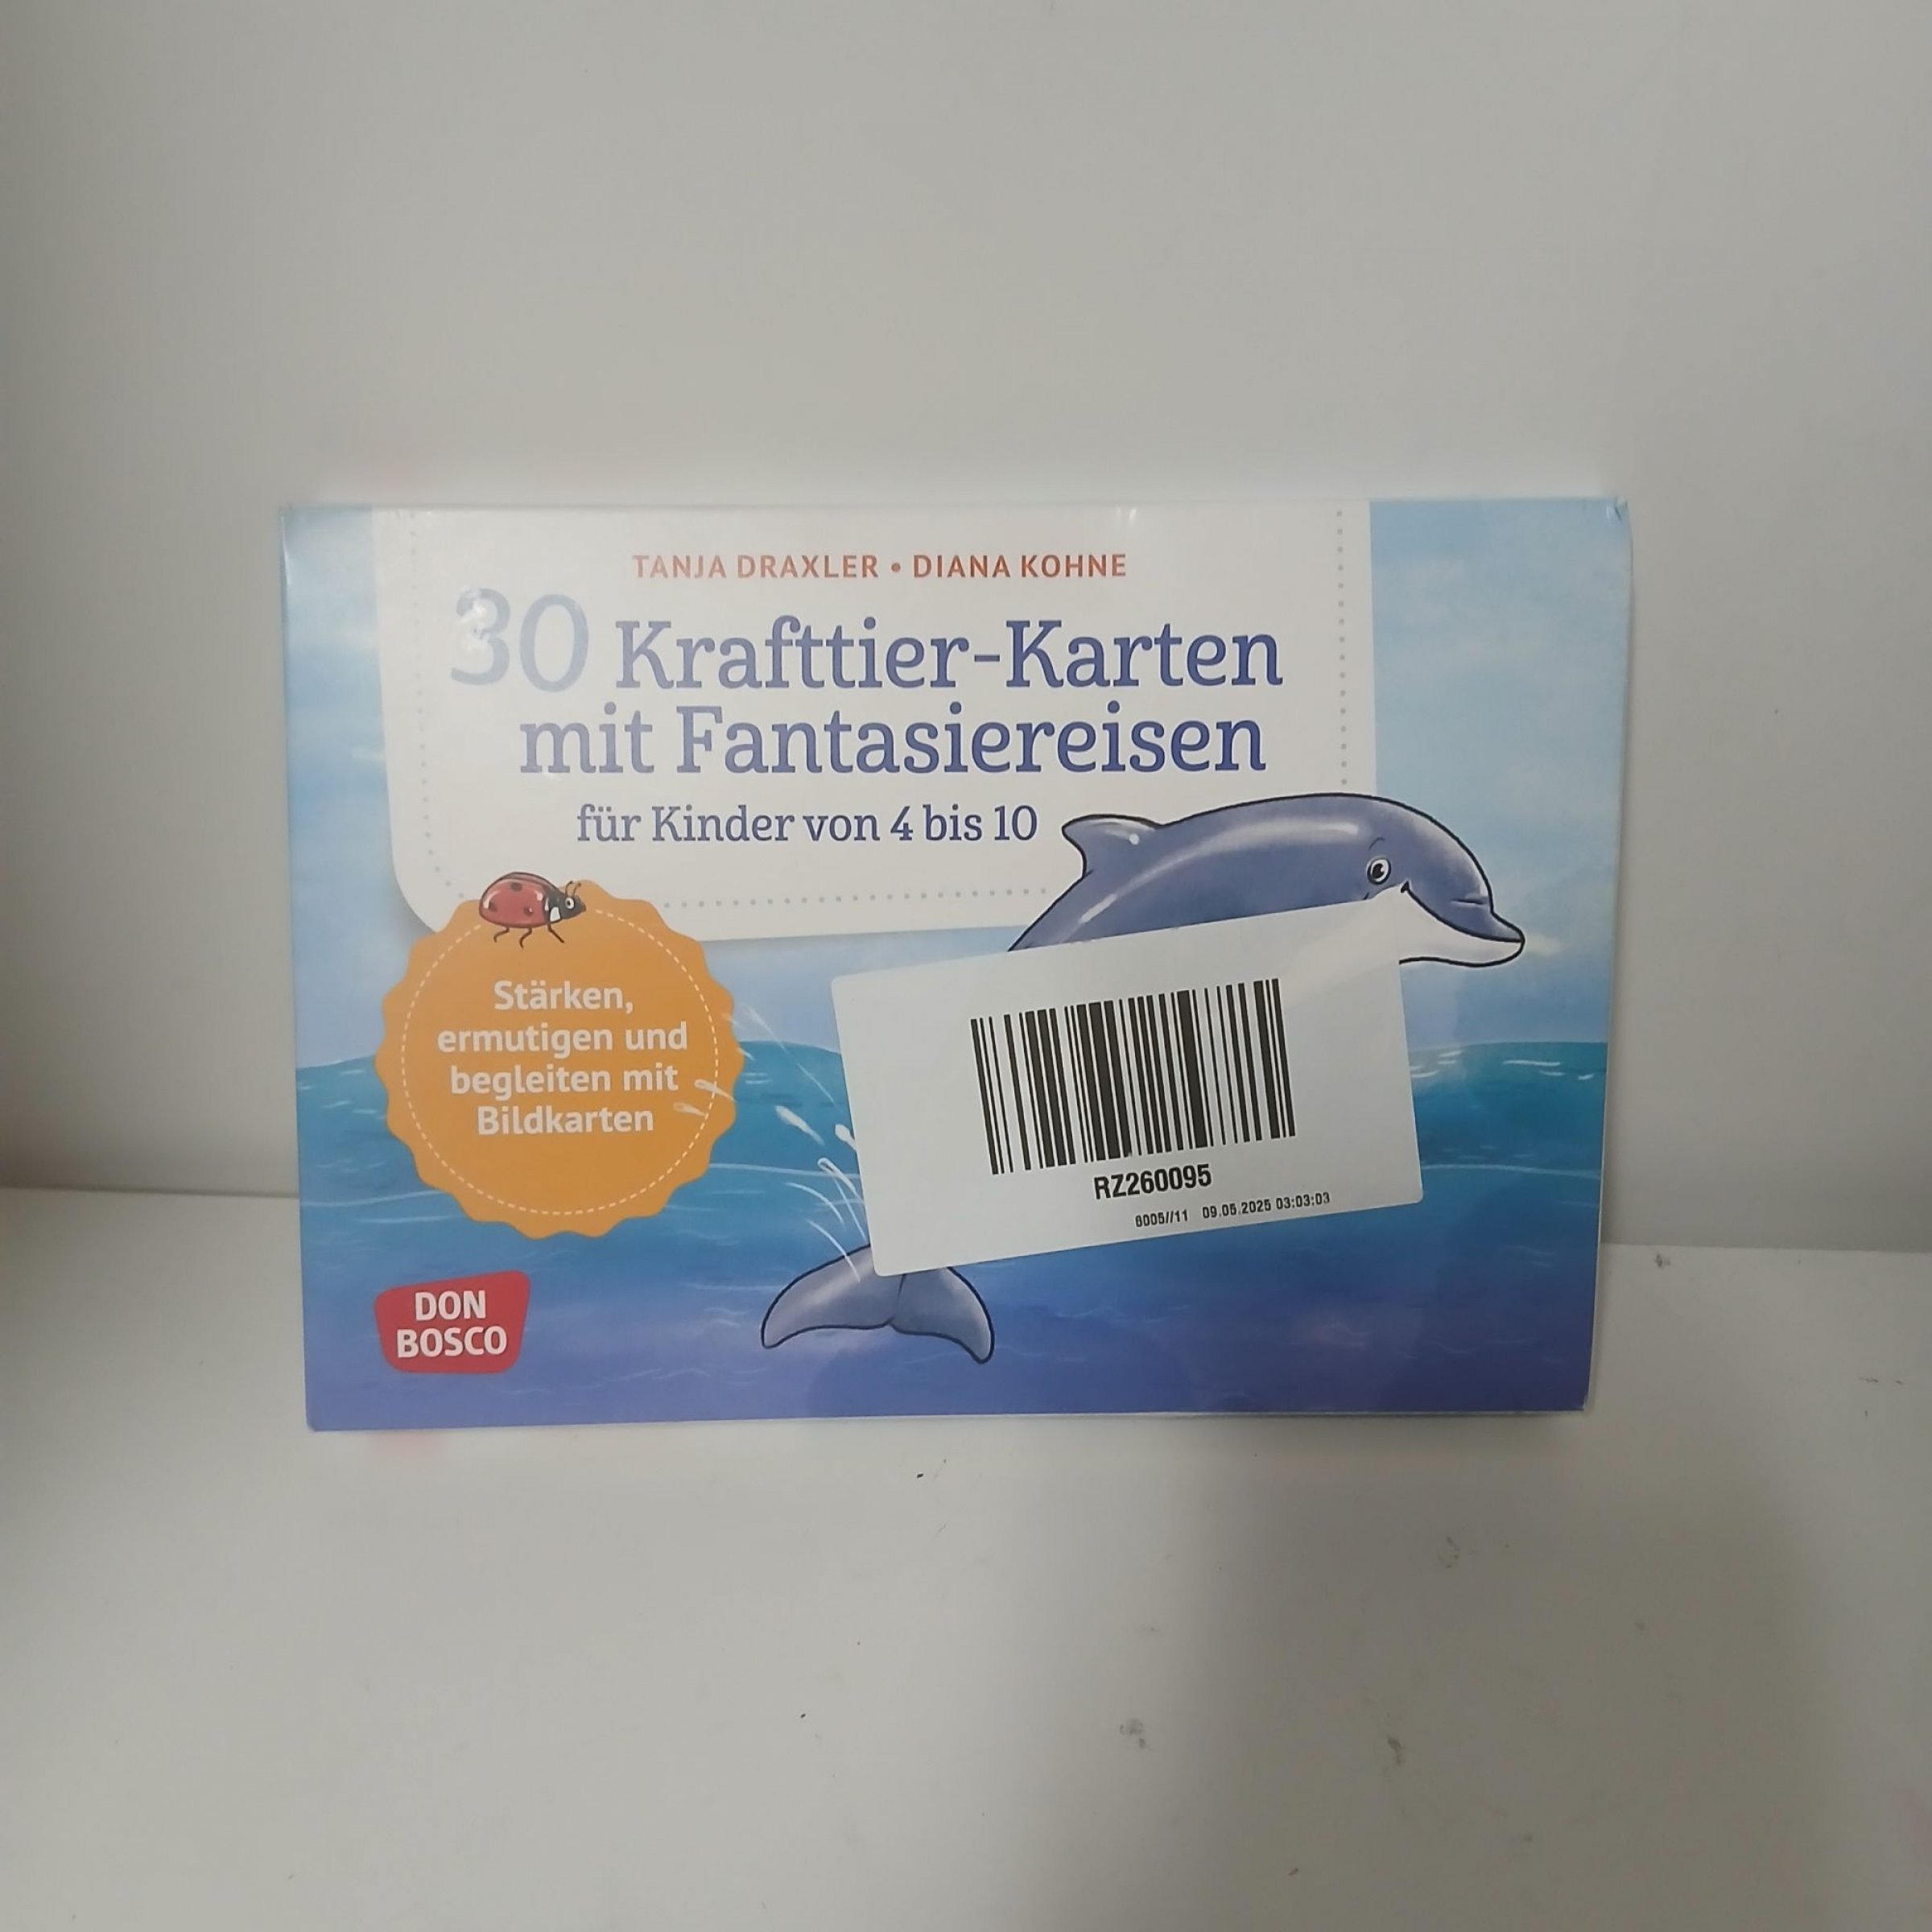 TANJA DRAXLER • DIANA KOHNE
30 Krafttier-Karten
mit Fantasiereisen
für Kinder von 4 bis 10
Stärken,
ermutigen und
begleiten mit
Bildkarten
RZ260095
6005//11 09.05.2025 03:03:03
DON
BOSCO